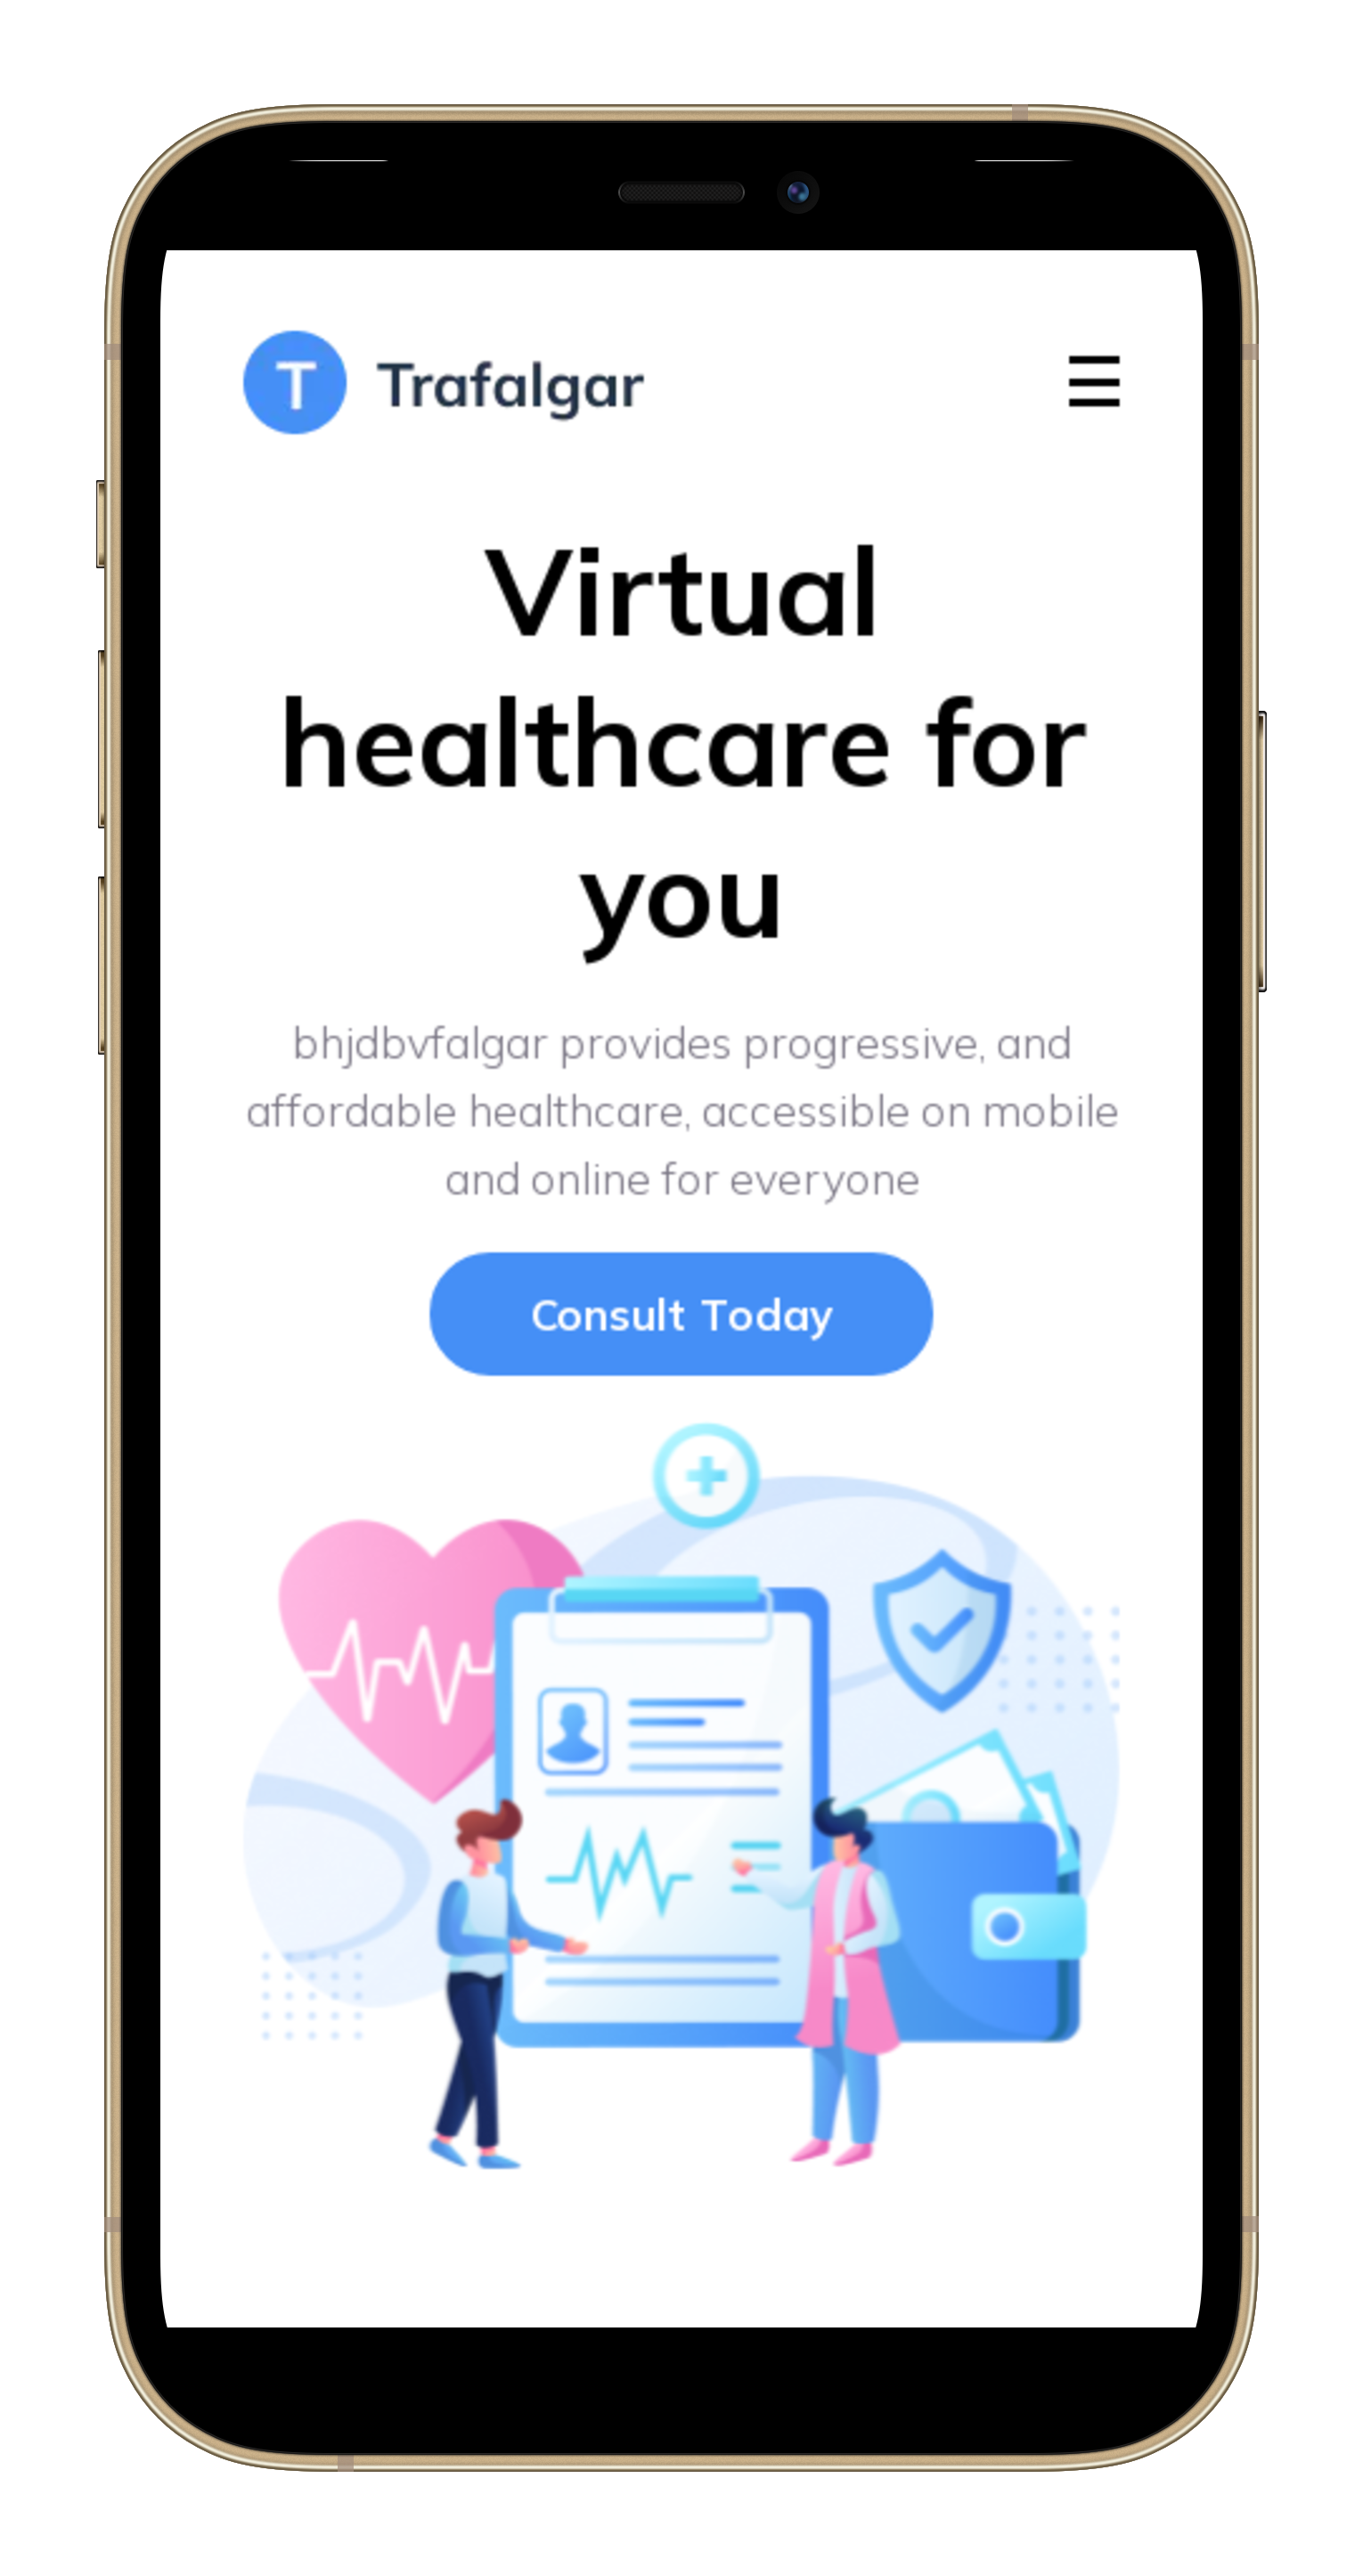 T Trafalgar
Virtual
healthcare for
you
bhjdbvfalgar provides progressive, and
affordable healthcare, accessible on mobile
and online for everyone
Consult Today